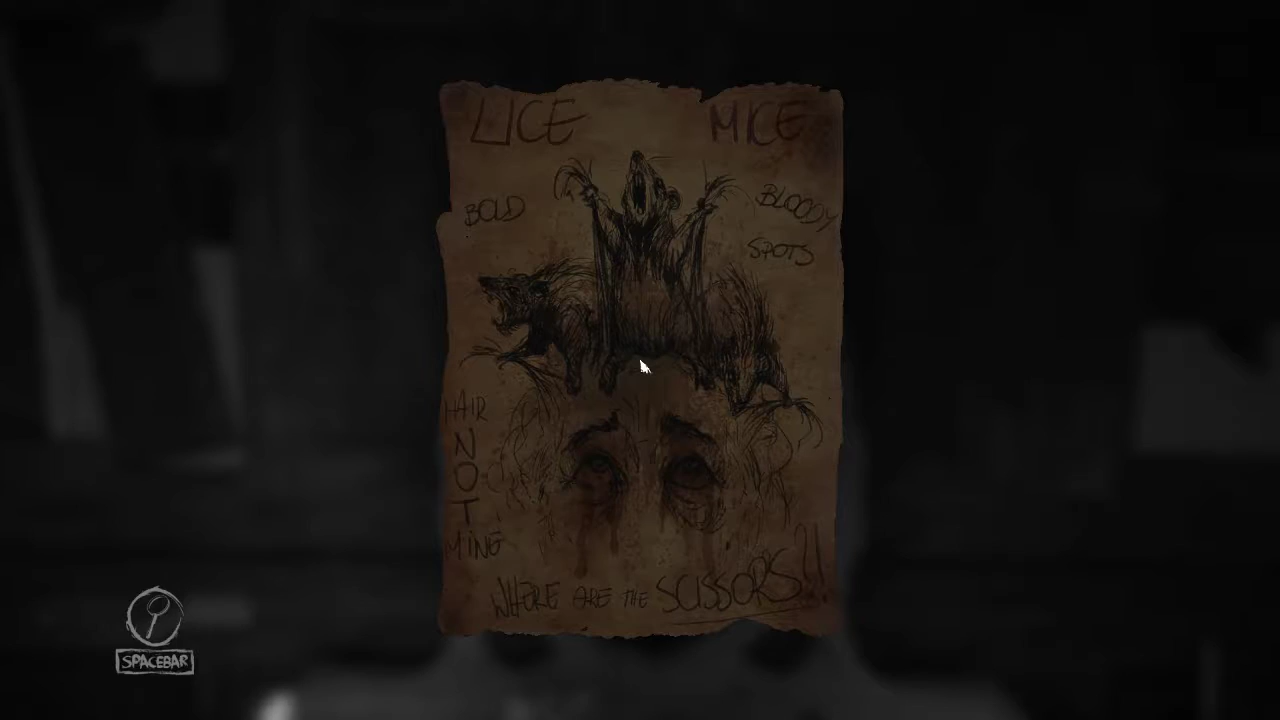 LICE MICE
BOLD
BLOODY
SPOTS
HAIR
NOT
MINE
WHERE ARE THE SCISSORS?!
SPACEBAR